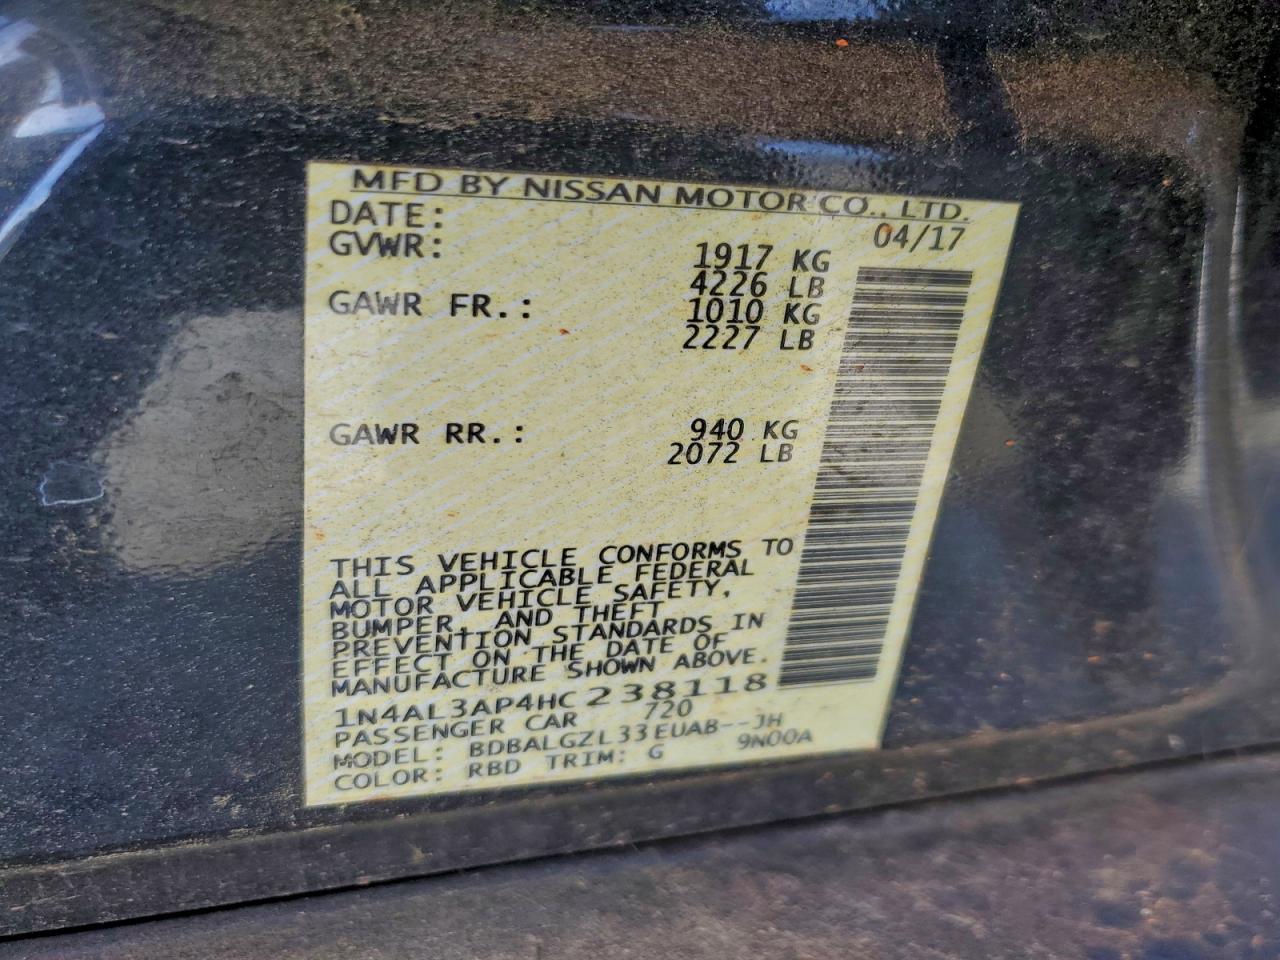 MFD BY NISSAN MOTOR CO., LTD.
DATE: 04/17
GVWR: 1917 KG
4226 LB
GAWR FR.: 1010 KG
2227 LB
GAWR RR.: 940 KG
2072 LB
THIS VEHICLE CONFORMS TO
ALL APPLICABLE FEDERAL
MOTOR VEHICLE SAFETY,
BUMPER, AND THEFT
PREVENTION STANDARDS IN
EFFECT ON THE DATE OF
MANUFACTURE SHOWN ABOVE.
1N4AL3AP4HC238118
PASSENGER CAR 720
MODEL: BDBALGZL33EUAB--JH
COLOR: RBD TRIM: G 9N00A